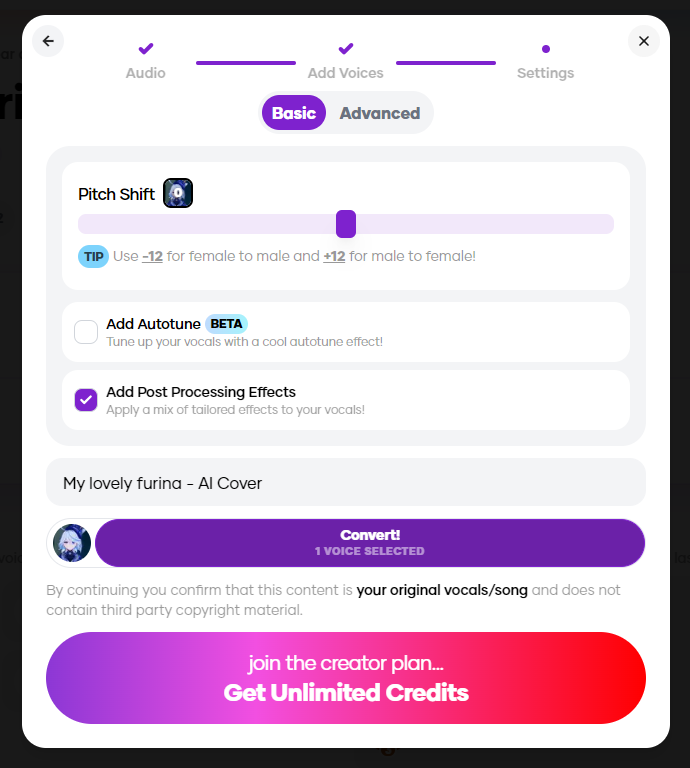 Audio
Add Voices
Settings
Basic
Advanced
Pitch Shift
TIP Use -12 for female to male and +12 for male to female!
Add Autotune BETA
Tune up your vocals with a cool autotune effect!
Add Post Processing Effects
Apply a mix of tailored effects to your vocals!
My lovely furina - AI Cover
Convert!
1 VOICE SELECTED
By continuing you confirm that this content is your original vocals/song and does not
contain third party copyright material.
join the creator plan...
Get Unlimited Credits